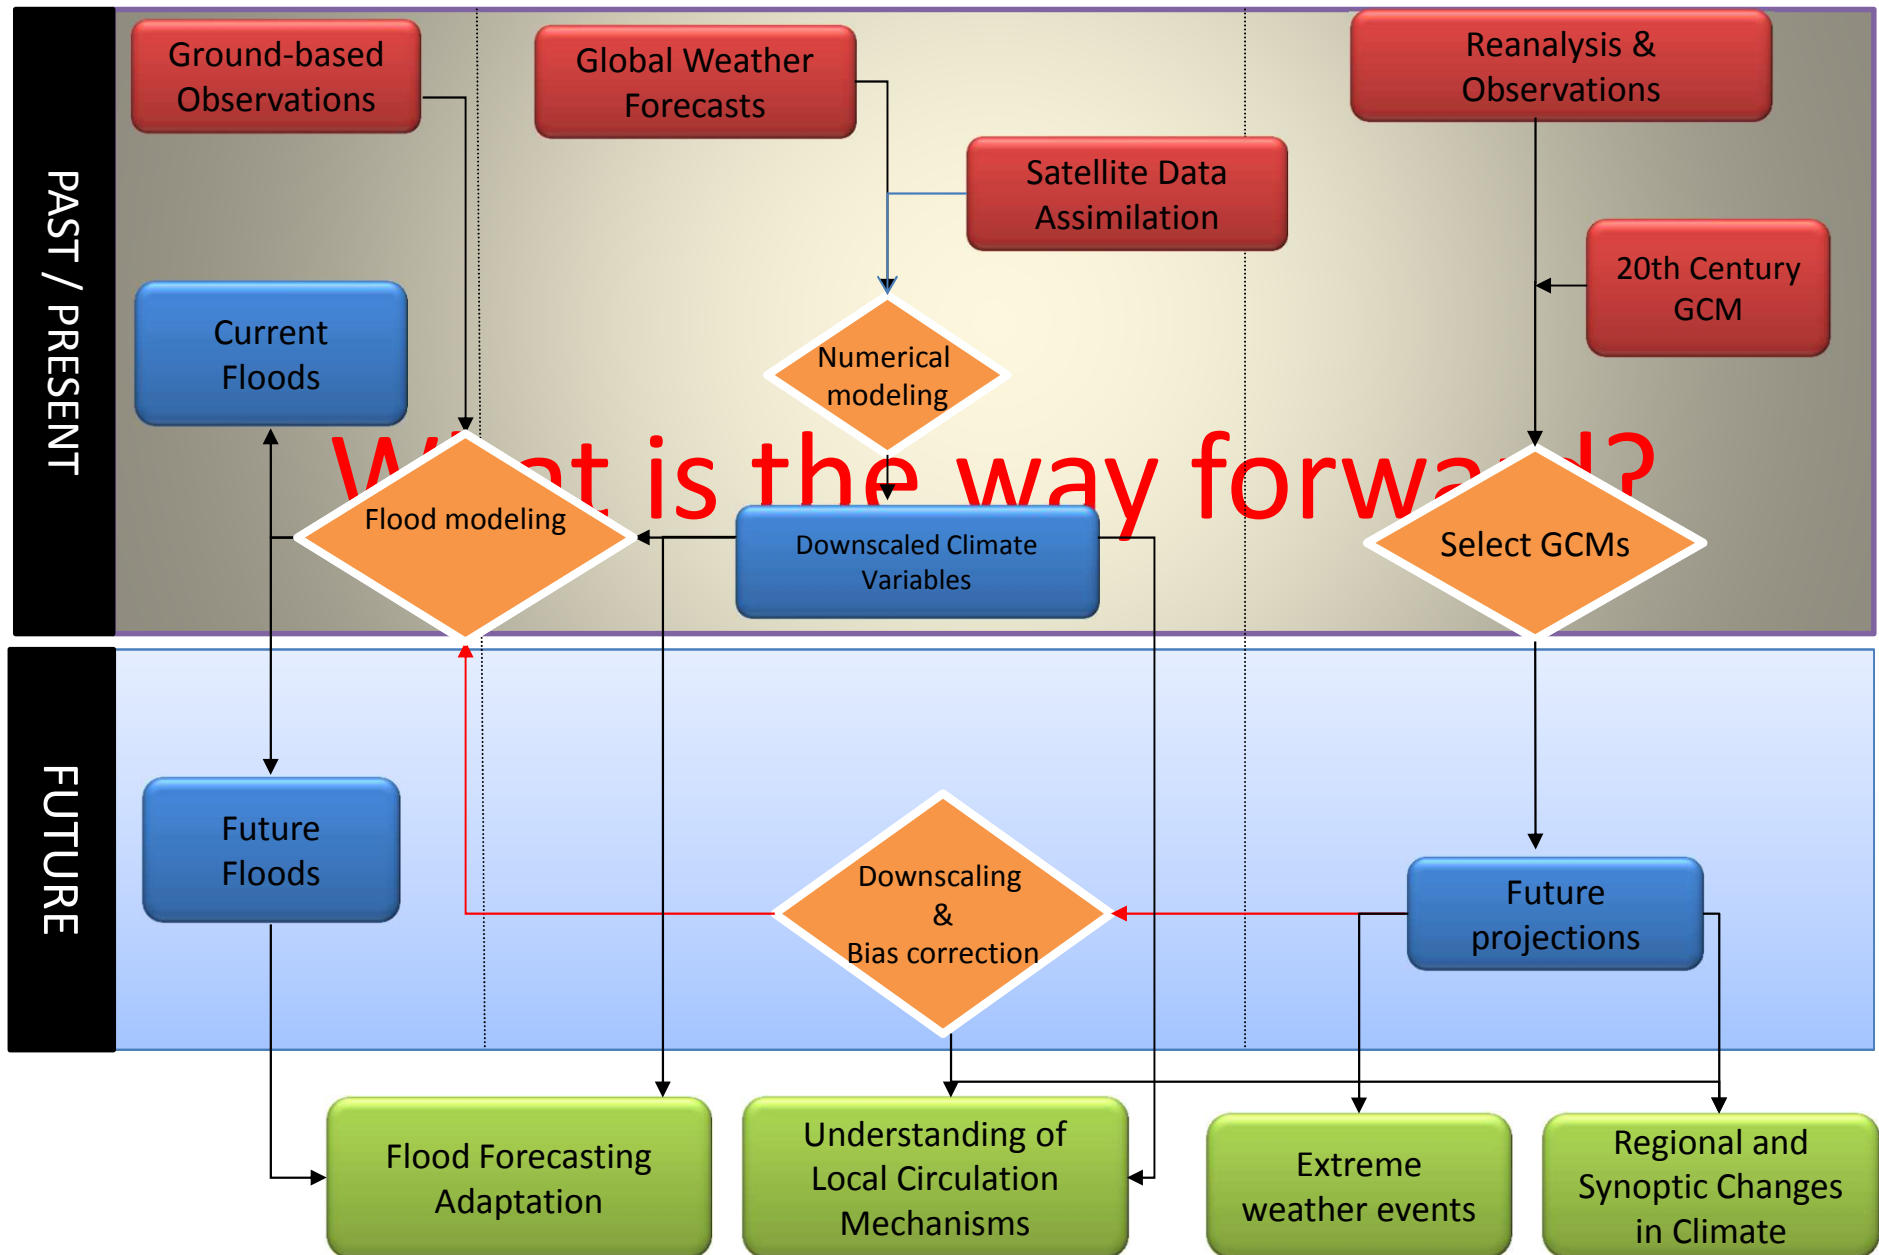 PAST / PRESENT
Ground-based
Observations
Global Weather
Forecasts
Reanalysis &
Observations
Satellite Data
Assimilation
20th Century
GCM
Current
Floods
Numerical
modeling
What is the way forward?
Flood modeling
Downscaled Climate
Variables
Select GCMs
FUTURE
Future
Floods
Downscaling
&
Bias correction
Future
projections
Flood Forecasting
Adaptation
Understanding of
Local Circulation
Mechanisms
Extreme
weather events
Regional and
Synoptic Changes
in Climate